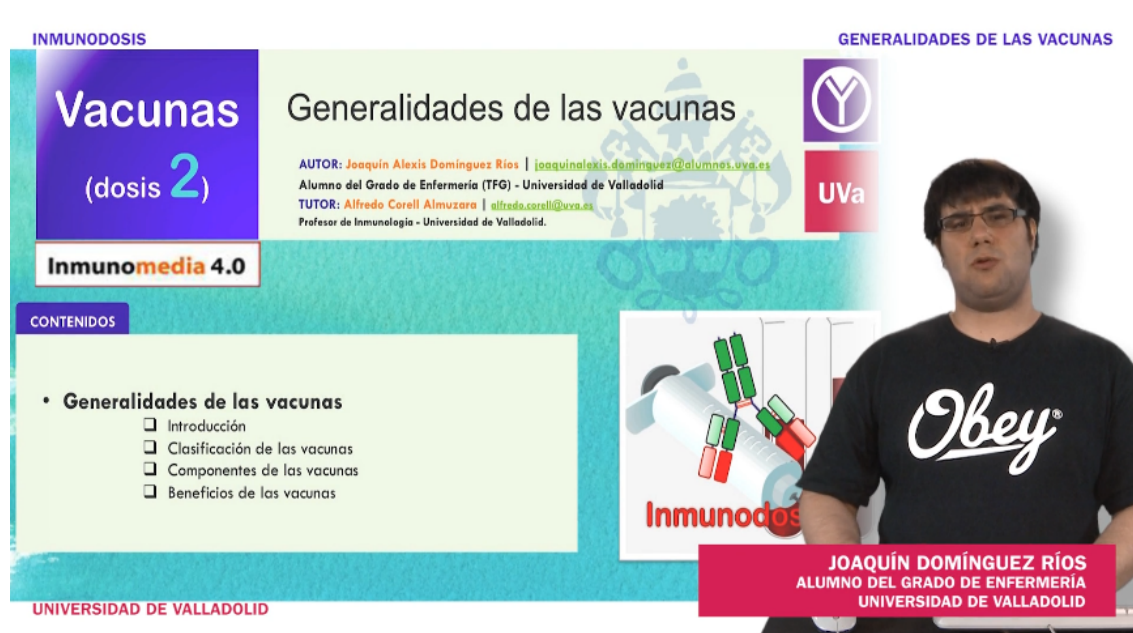 INMUNODOSIS
GENERALIDADES DE LAS VACUNAS
Vacunas
(dosis 2)
Generalidades de las vacunas
AUTOR: Joaquín Alexis Domínguez Ríos | joaquinalexis.dominguez@alumnos.uva.es
Alumno del Grado de Enfermería (TFG) - Universidad de Valladolid
TUTOR: Alfredo Corell Almuzara | alfredo.corell@uva.es
Profesor de Inmunología - Universidad de Valladolid.
UVa
Inmunomedia 4.0
CONTENIDOS
• Generalidades de las vacunas
❑ Introducción
❑ Clasificación de las vacunas
❑ Componentes de las vacunas
❑ Beneficios de las vacunas
Inmunodos
Obey®
JOAQUÍN DOMÍNGUEZ RÍOS
ALUMNO DEL GRADO DE ENFERMERÍA
UNIVERSIDAD DE VALLADOLID
UNIVERSIDAD DE VALLADOLID